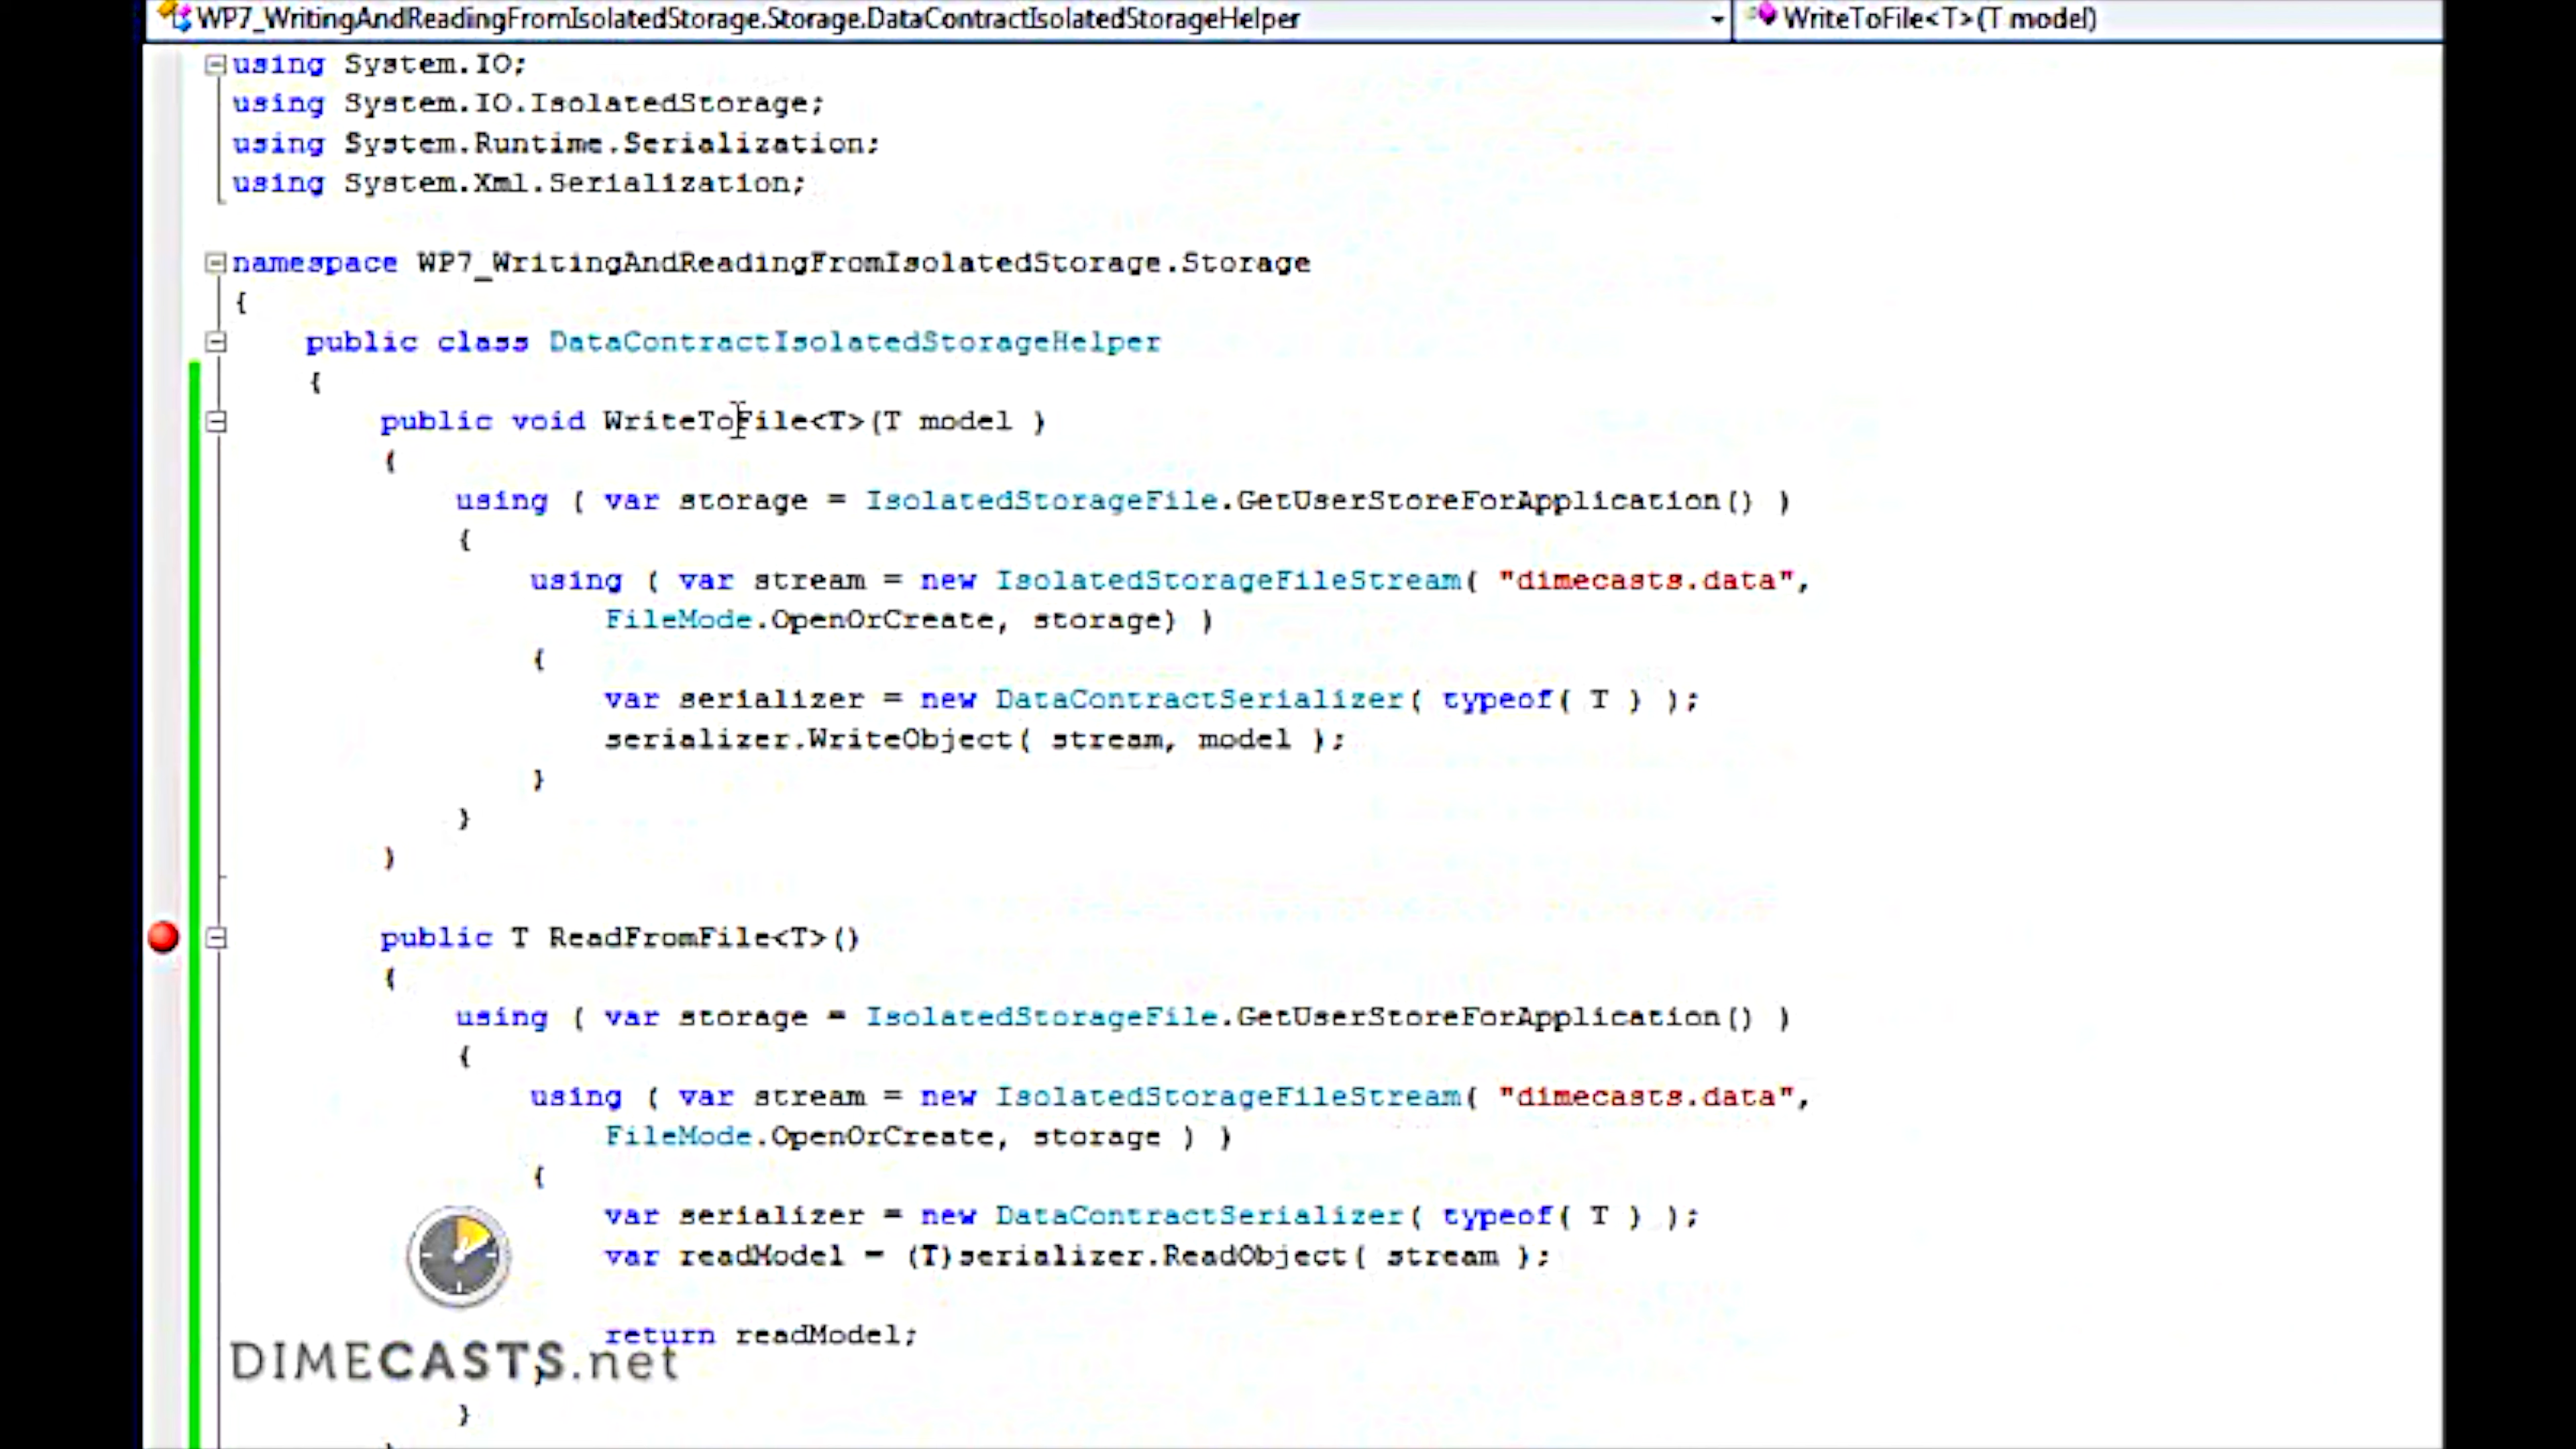 WP7_WritingAndReadingFromIsolatedStorage.Storage.DataContractIsolatedStorageHelper
WriteToFile<T>(T model)
using System.IO;
using System.IO.IsolatedStorage;
using System.Runtime.Serialization;
using System.Xml.Serialization;
namespace WP7_WritingAndReadingFromIsolatedStorage.Storage
{
public class DataContractIsolatedStorageHelper
{
public void WriteToFile<T>(T model )
{
using ( var storage = IsolatedStorageFile.GetUserStoreForApplication() )
{
using ( var stream = new IsolatedStorageFileStream( "dimecasts.data",
FileMode.OpenOrCreate, storage) )
{
var serializer = new DataContractSerializer( typeof( T ) );
serializer.WriteObject( stream, model );
}
}
}
public T ReadFromFile<T>()
{
using ( var storage = IsolatedStorageFile.GetUserStoreForApplication() )
{
using ( var stream = new IsolatedStorageFileStream( "dimecasts.data",
FileMode.OpenOrCreate, storage ) )
{
var serializer = new DataContractSerializer( typeof( T ) );
var readModel = (T)serializer.ReadObject( stream );
return readModel;
DIMECASTS.net
}